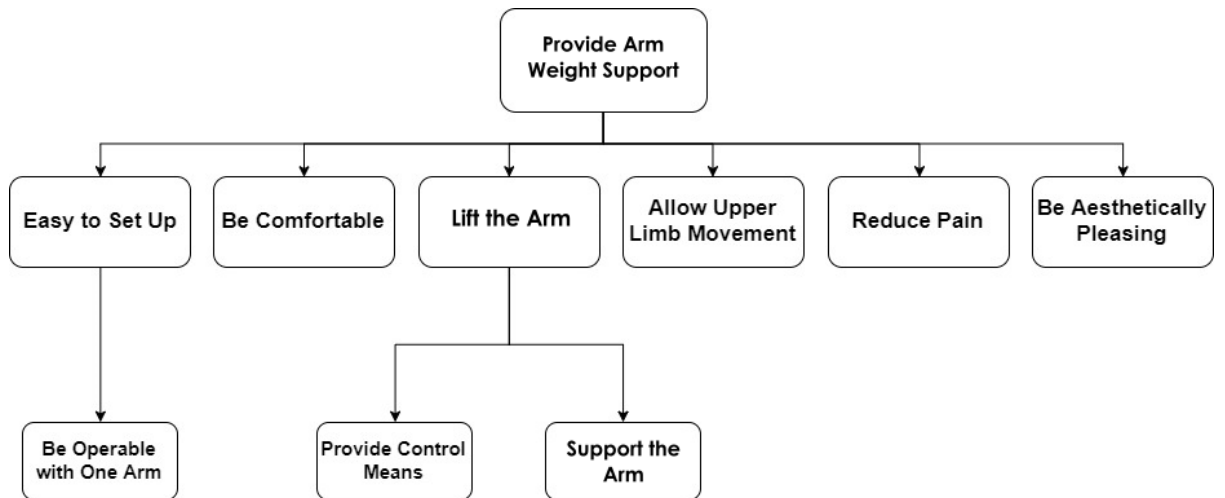 Provide Arm
Weight Support
Easy to Set Up
Be Comfortable
Lift the Arm
Allow Upper
Limb Movement
Reduce Pain
Be Aesthetically
Pleasing
Be Operable
with One Arm
Provide Control
Means
Support the
Arm